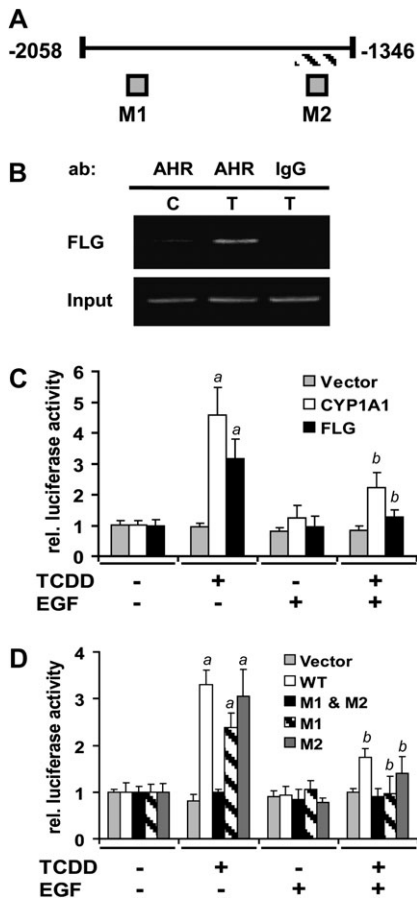 A
-2058 -1346
M1 M2
B
ab: AHR AHR IgG
C T T
FLG
Input
C
rel. luciferase activity
6
5
4
3
2
1
0
a
a
b
b
Vector
CYP1A1
FLG
TCDD - + - +
EGF - - + +
D
rel. luciferase activity
4
3
2
1
0
a
a
a
b
b
b
Vector
WT
M1 & M2
M1
M2
TCDD - + - +
EGF - - + +